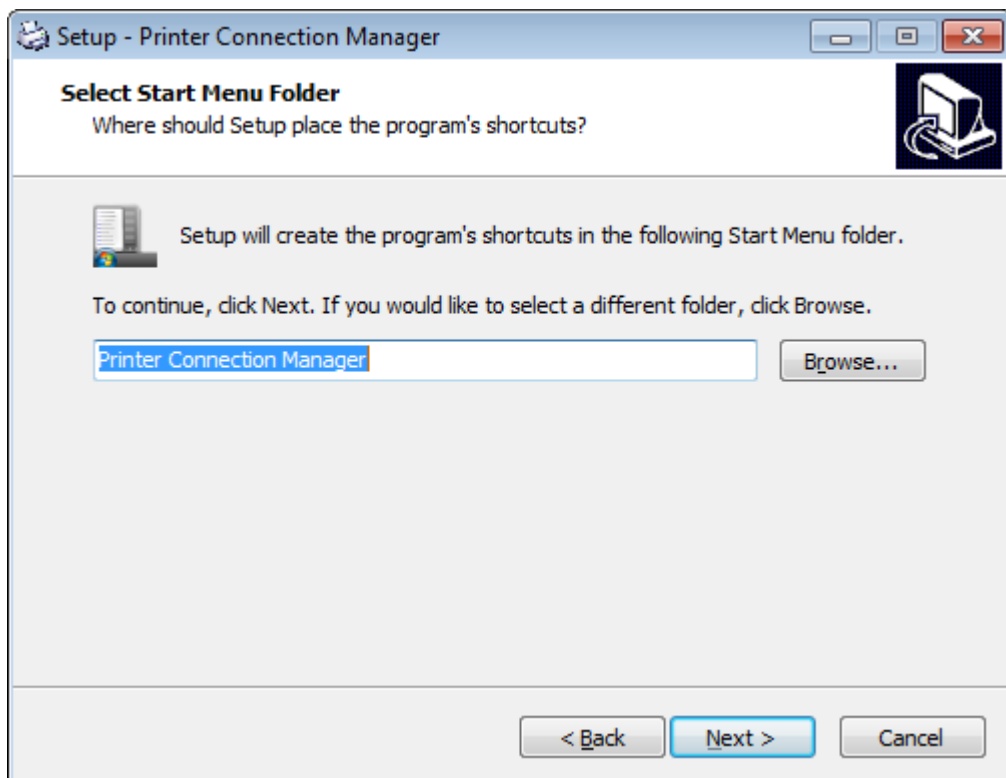 Setup - Printer Connection Manager
Select Start Menu Folder
Where should Setup place the program's shortcuts?
Setup will create the program's shortcuts in the following Start Menu folder.
To continue, click Next. If you would like to select a different folder, click Browse.
Printer Connection Manager
Browse...
< Back
Next >
Cancel